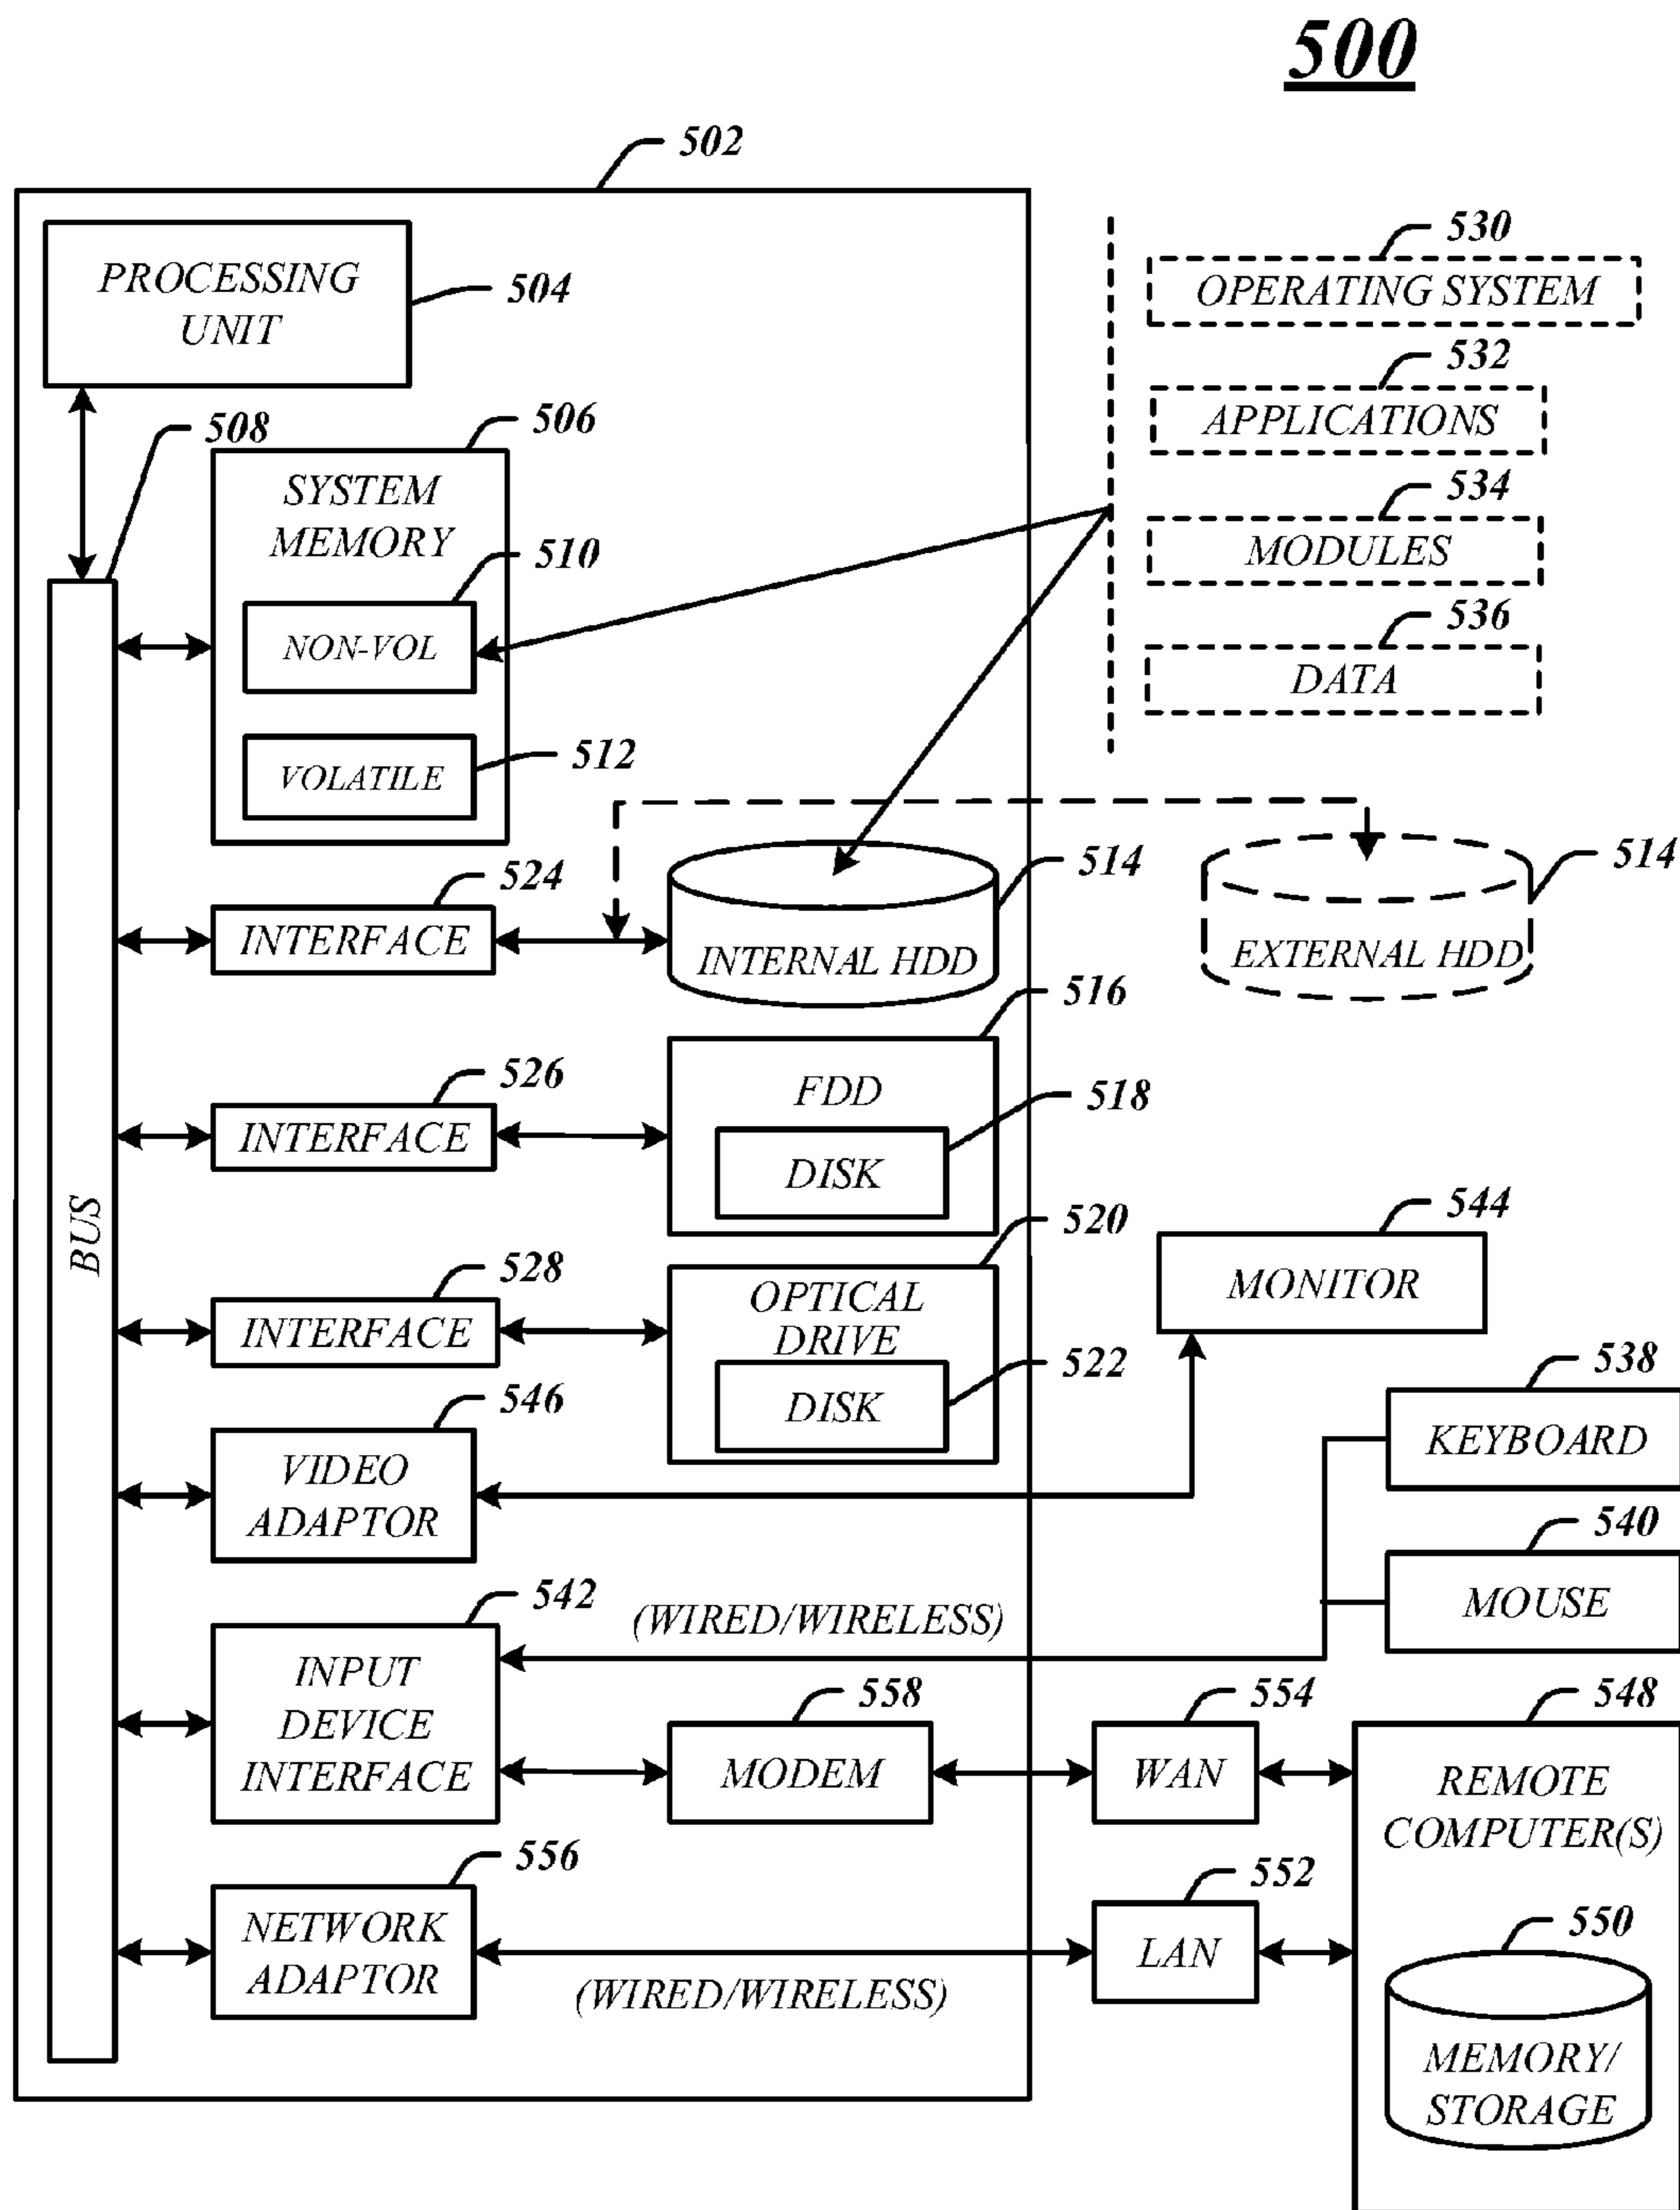 500
502
PROCESSING
UNIT
504
530
OPERATING SYSTEM
532
APPLICATIONS
534
MODULES
536
DATA
508
506
SYSTEM
MEMORY
510
NON-VOL
512
VOLATILE
524
INTERFACE
514
INTERNAL HDD
514
EXTERNAL HDD
516
526
INTERFACE
FDD
518
DISK
BUS
520
528
INTERFACE
OPTICAL
DRIVE
522
DISK
544
MONITOR
546
VIDEO
ADAPTOR
538
KEYBOARD
540
MOUSE
542
(WIRED/WIRELESS)
INPUT
DEVICE
INTERFACE
558
MODEM
554
WAN
548
REMOTE
COMPUTER(S)
556
NETWORK
ADAPTOR
(WIRED/WIRELESS)
552
LAN
550
MEMORY/
STORAGE